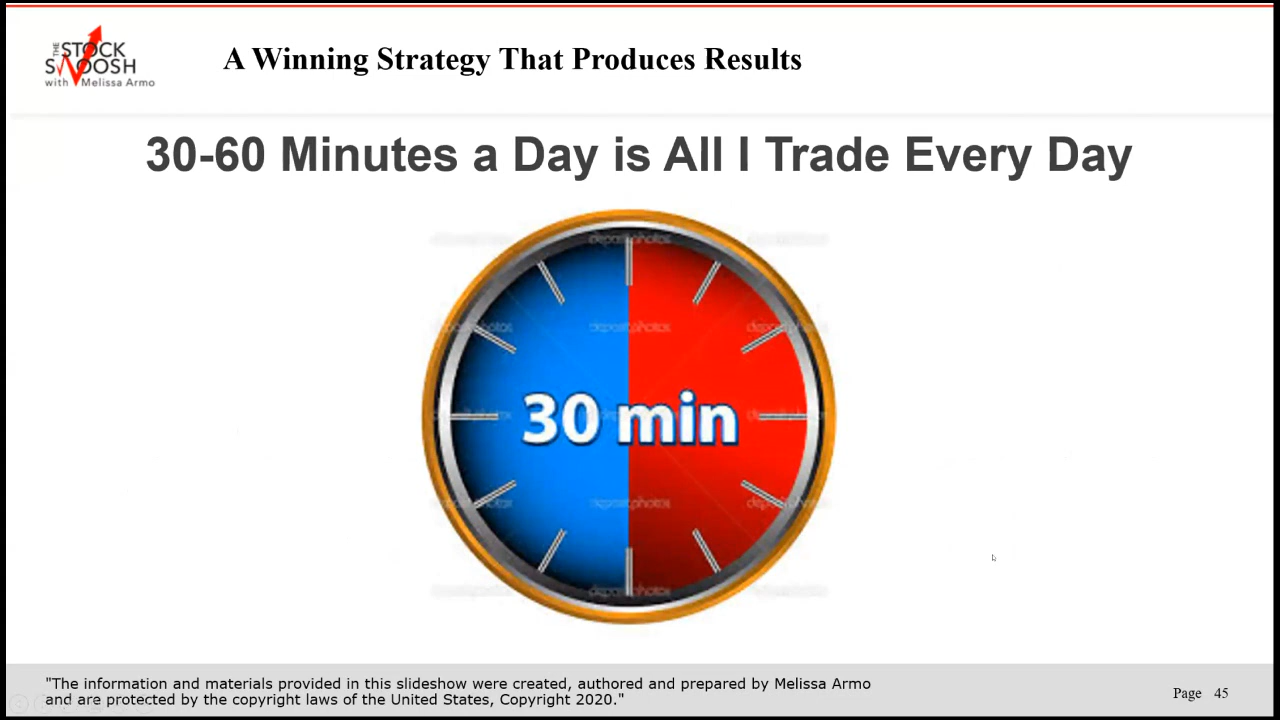 THE STOCK
SWOOSH
with Melissa Armo
A Winning Strategy That Produces Results
30-60 Minutes a Day is All I Trade Every Day
depositphotos
30 min
"The information and materials provided in this slideshow were created, authored and prepared by Melissa Armo
and are protected by the copyright laws of the United States, Copyright 2020."
Page 45